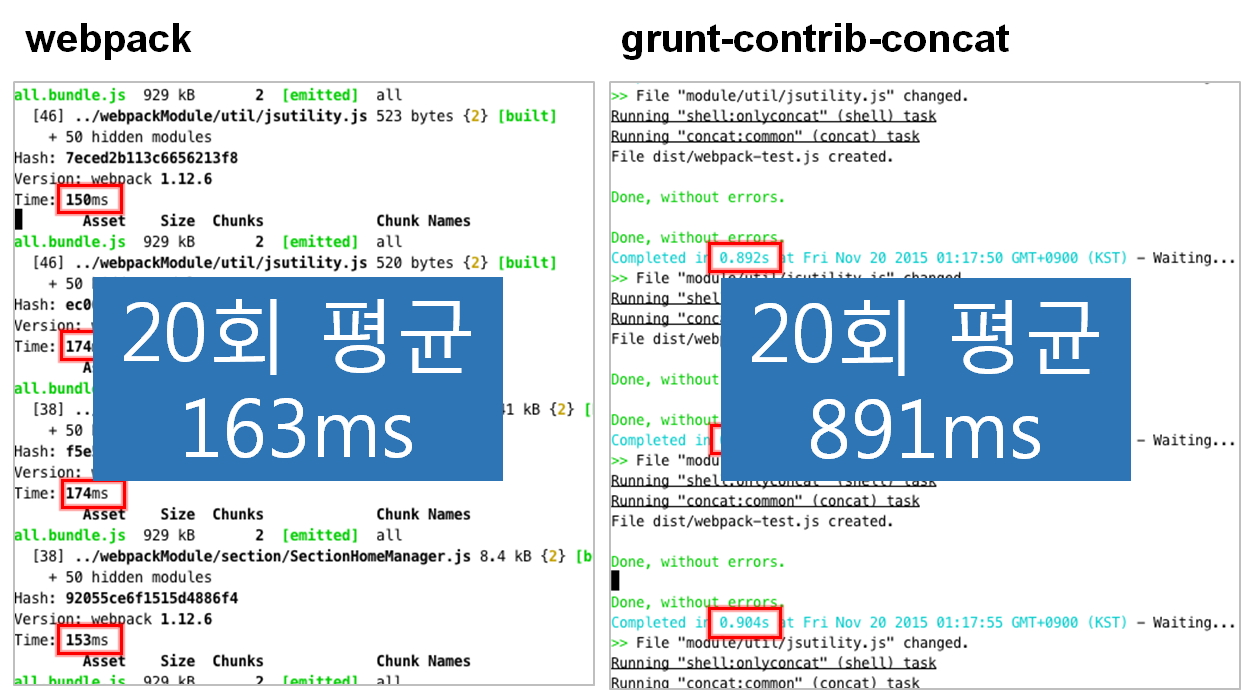 webpack
all.bundle.js 929 kB 2 [emitted] all
[46] ../webpackModule/util/jsutility.js 523 bytes {2} [built]
+ 50 hidden modules
Hash: 7eced2b113c6656213f8
Version: webpack 1.12.6
Time: 150ms
Asset Size Chunks Chunk Names
all.bundle.js 929 kB 2 [emitted] all
[46] ../webpackModule/util/jsutility.js 520 bytes {2} [built]
+ 50
Hash:
Version:
Time:
[38] kB {2} [
+ 50
Hash:
Version:
Time: 174ms
Asset Size Chunks Chunk Names
all.bundle.js 929 kB 2 [emitted] all
[38] ../webpackModule/section/SectionHomeManager.js 8.4 kB {2} [b
+ 50 hidden modules
Hash: 92055ce6f1515d4886f4
Version: webpack 1.12.6
Time: 153ms
Asset Size Chunks Chunk Names
all.bundle.js 929 kB 2 [emitted] all
20회 평균
163ms
grunt-contrib-concat
>> File "module/util/jsutility.js" changed.
Running "shell:onlyconcat" (shell) task
Running "concat:common" (concat) task
File dist/webpack-test.js created.
Done, without errors.
Done, without errors.
Completed in 0.892s at Fri Nov 20 2015 01:17:50 GMT+0900 (KST) - Waiting...
>> File "module/util/jsutility.js" changed.
Running
Running
File
Done, without
Done, without
Completed in - Waiting...
>> File
Running "shell:onlyconcat" (shell) task
Running "concat:common" (concat) task
File dist/webpack-test.js created.
Done, without errors.
Done, without errors.
Completed in 0.904s at Fri Nov 20 2015 01:17:55 GMT+0900 (KST) - Waiting...
>> File "module/util/jsutility.js" changed.
Running "shell:onlyconcat" (shell) task
Running "concat:common" (concat) task
20회 평균
891ms